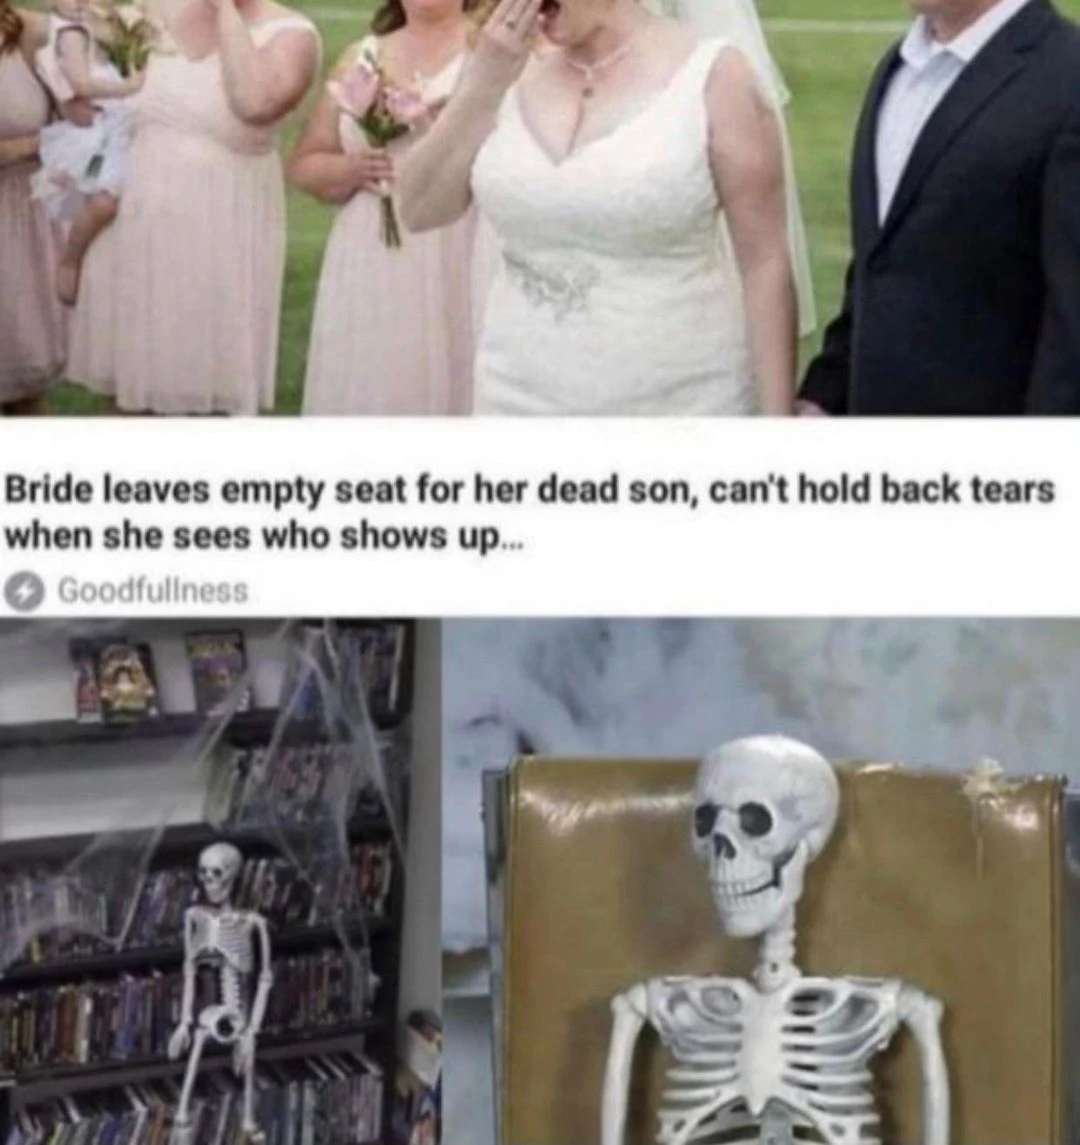 Bride leaves empty seat for her dead son, can't hold back tears
when she sees who shows up...
Goodfullness